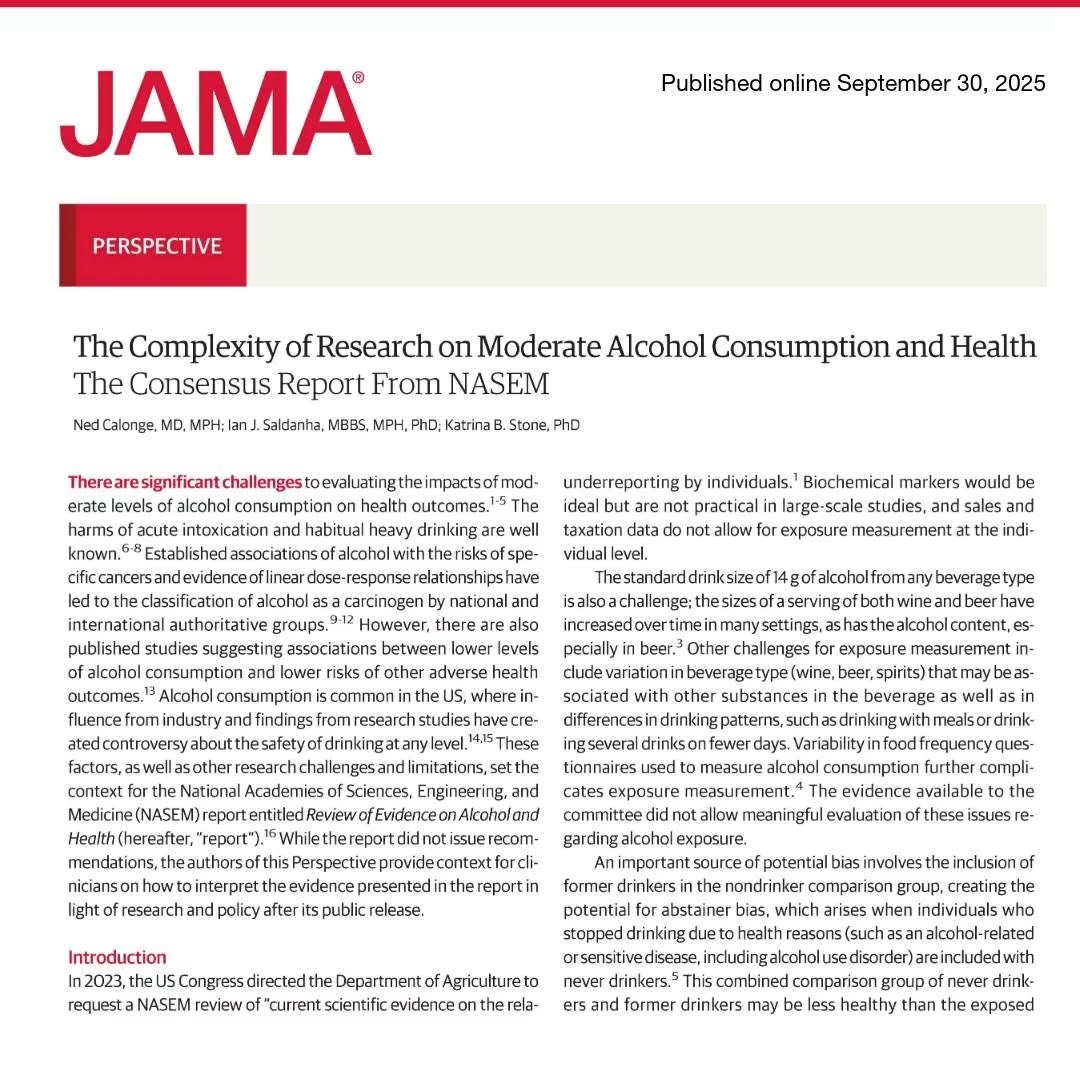 JAMA®
Published online September 30, 2025
PERSPECTIVE
The Complexity of Research on Moderate Alcohol Consumption and Health
The Consensus Report From NASEM
Ned Calonge, MD, MPH; Ian J. Saldanha, MBBS, MPH, PhD; Katrina B. Stone, PhD
There are significant challenges to evaluating the impacts of mod-
erate levels of alcohol consumption on health outcomes.1-5 The
harms of acute intoxication and habitual heavy drinking are well
known.6-8 Established associations of alcohol with the risks of spe-
cific cancers and evidence of linear dose-response relationships have
led to the classification of alcohol as a carcinogen by national and
international authoritative groups.9-12 However, there are also
published studies suggesting associations between lower levels
of alcohol consumption and lower risks of other adverse health
outcomes.13 Alcohol consumption is common in the US, where in-
fluence from industry and findings from research studies have cre-
ated controversy about the safety of drinking at any level.14,15 These
factors, as well as other research challenges and limitations, set the
context for the National Academies of Sciences, Engineering, and
Medicine (NASEM) report entitled Review of Evidence on Alcohol and
Health (hereafter, "report").16 While the report did not issue recom-
mendations, the authors of this Perspective provide context for cli-
nicians on how to interpret the evidence presented in the report in
light of research and policy after its public release.
Introduction
In 2023, the US Congress directed the Department of Agriculture to
request a NASEM review of "current scientific evidence on the rela-
underreporting by individuals.1 Biochemical markers would be
ideal but are not practical in large-scale studies, and sales and
taxation data do not allow for exposure measurement at the indi-
vidual level.
The standard drink size of 14 g of alcohol from any beverage type
is also a challenge; the sizes of a serving of both wine and beer have
increased over time in many settings, as has the alcohol content, es-
pecially in beer.3 Other challenges for exposure measurement in-
clude variation in beverage type (wine, beer, spirits) that may be as-
sociated with other substances in the beverage as well as in
differences in drinking patterns, such as drinking with meals or drink-
ing several drinks on fewer days. Variability in food frequency ques-
tionnaires used to measure alcohol consumption further compli-
cates exposure measurement.4 The evidence available to the
committee did not allow meaningful evaluation of these issues re-
garding alcohol exposure.
An important source of potential bias involves the inclusion of
former drinkers in the nondrinker comparison group, creating the
potential for abstainer bias, which arises when individuals who
stopped drinking due to health reasons (such as an alcohol-related
or sensitive disease, including alcohol use disorder) are included with
never drinkers.5 This combined comparison group of never drink-
ers and former drinkers may be less healthy than the exposed